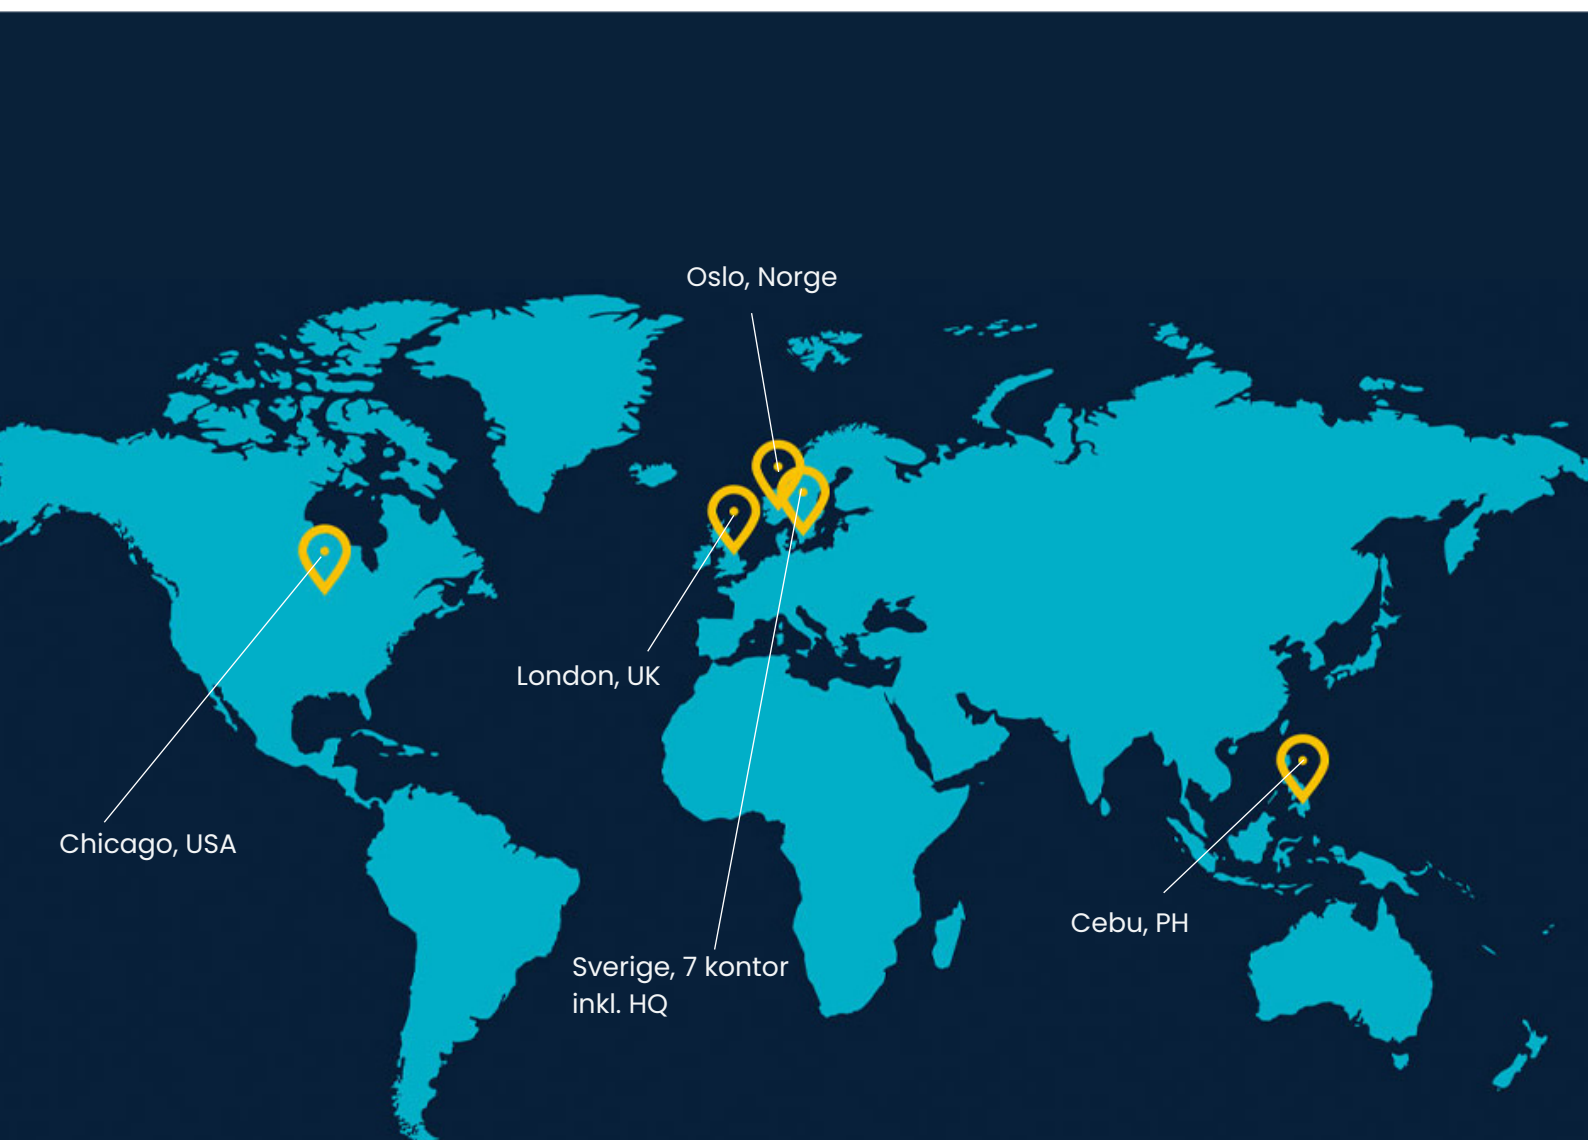 Oslo, Norge
London, UK
Chicago, USA
Cebu, PH
Sverige, 7 kontor
inkl. HQ